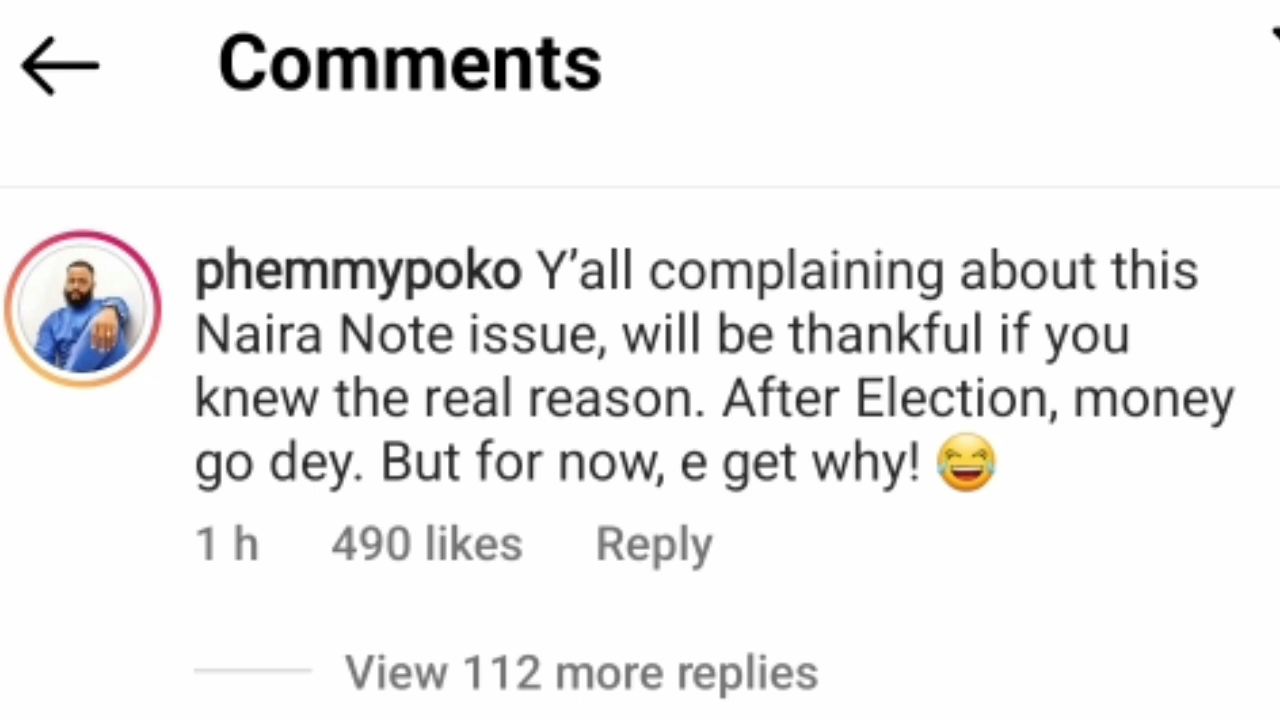 Comments
phemmypoko Y'all complaining about this
Naira Note issue, will be thankful if you
knew the real reason. After Election, money
go dey. But for now, e get why! 😂
1 h 490 likes Reply
View 112 more replies